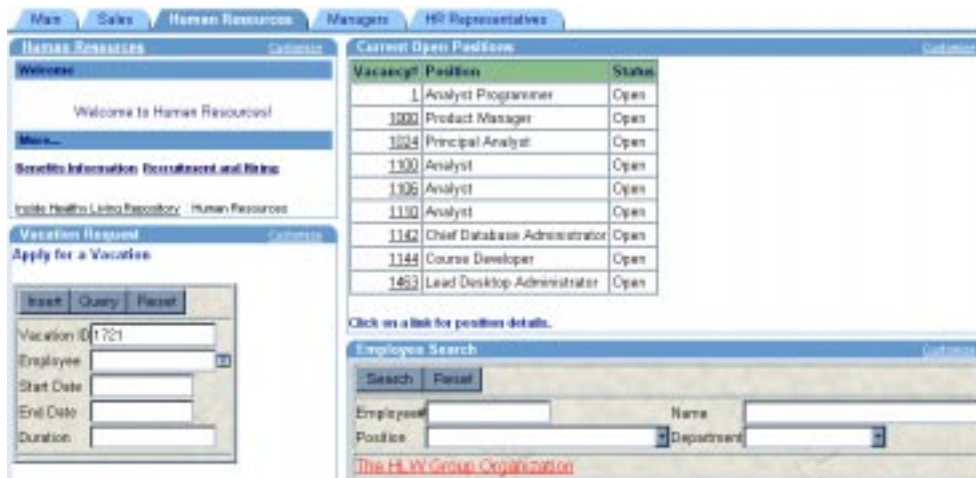 Main Sales Human Resources Managers HR Representatives
Human Resources Customize
Welcome
Welcome to Human Resources!
More...
Benefits Information Recruitment and Hiring
Inside Healthy Living Repository Human Resources
Vacation Request Customize
Apply for a Vacation
Insert Query Reset
Vacation ID 1721
Employee
Start Date
End Date
Duration
Current Open Positions Customize
Vacancy# Position Status
1 Analyst Programmer Open
1000 Product Manager Open
1024 Principal Analyst Open
1100 Analyst Open
1106 Analyst Open
1110 Analyst Open
1142 Chief Database Administrator Open
1144 Course Developer Open
1463 Lead Desktop Administrator Open
Click on a link for position details.
Employee Search Customize
Search Reset
Employee# Name
Position Department
The HLW Group Organization